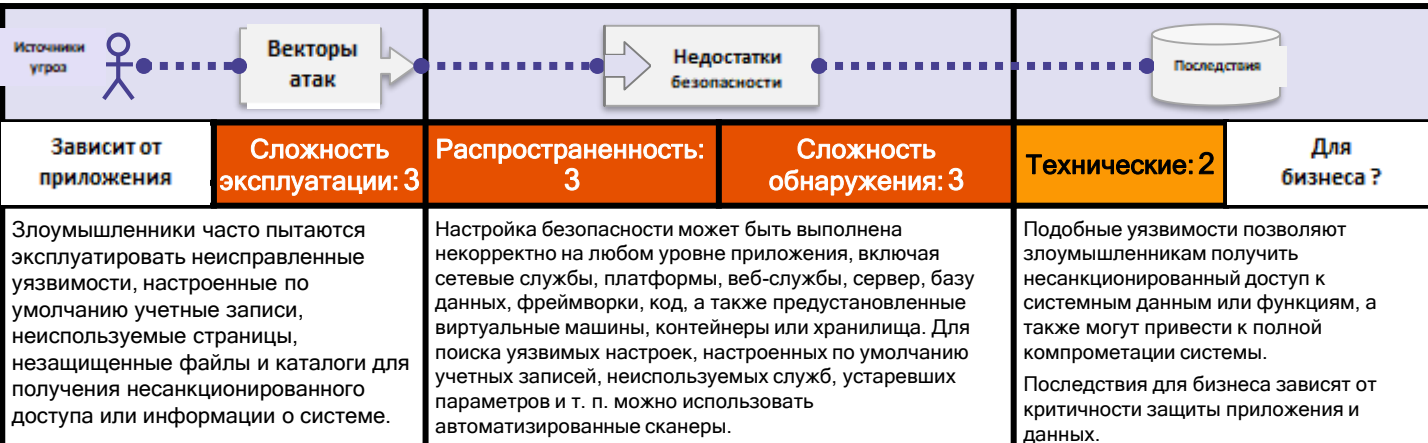 Источники
угроз
Векторы
атак
Недостатки
безопасности
Последствия
Зависит от
приложения
Сложность
эксплуатации: 3
Распространенность:
3
Сложность
обнаружения: 3
Технические: 2
Для
бизнеса ?
Злоумышленники часто пытаются
эксплуатировать неисправленные
уязвимости, настроенные по
умолчанию учетные записи,
неиспользуемые страницы,
незащищенные файлы и каталоги для
получения несанкционированного
доступа или информации о системе.
Настройка безопасности может быть выполнена
некорректно на любом уровне приложения, включая
сетевые службы, платформы, веб-службы, сервер, базу
данных, фреймворки, код, а также предустановленные
виртуальные машины, контейнеры или хранилища. Для
поиска уязвимых настроек, настроенных по умолчанию
учетных записей, неиспользуемых служб, устаревших
параметров и т. п. можно использовать
автоматизированные сканеры.
Подобные уязвимости позволяют
злоумышленникам получить
несанкционированный доступ к
системным данным или функциям, а
также могут привести к полной
компрометации системы.
Последствия для бизнеса зависят от
критичности защиты приложения и
данных.